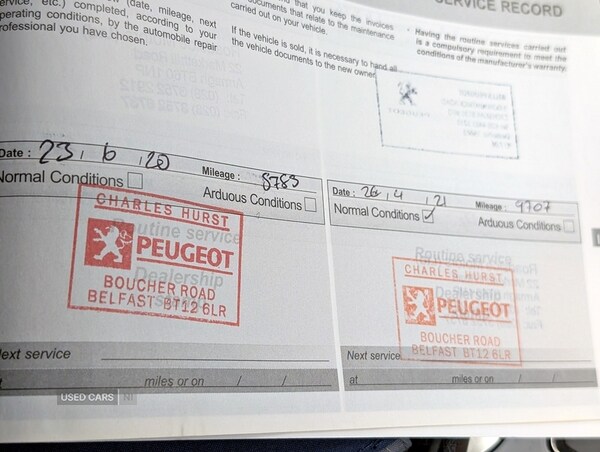 SERVICE RECORD
(date, mileage, next
service, etc.) completed, according to your
operating conditions, by the automobile repair
professional you have chosen.
that you keep the invoices
documents that relate to the maintenance
carried out on your vehicle.
If the vehicle is sold, it is necessary to hand all
the vehicle documents to the new owner
Having the routine services carried out
is a compulsory requirement to meet the
conditions of the manufacturer's warranty.
Date : 23, 6, 20
Mileage : 8783
Normal Conditions
Arduous Conditions
CHARLES HURST
Routine service
PEUGEOT
Dealership
BOUCHER ROAD
BELFAST BT12 6LR
Next service
miles or on / /
Date : 26, 4, 21
Mileage : 9707
Normal Conditions
Arduous Conditions
Routine service
CHARLES HURST
Dealership
PEUGEOT
BOUCHER ROAD
BELFAST BT12 6LR
Next service
at miles or on / /
USED CARS NI